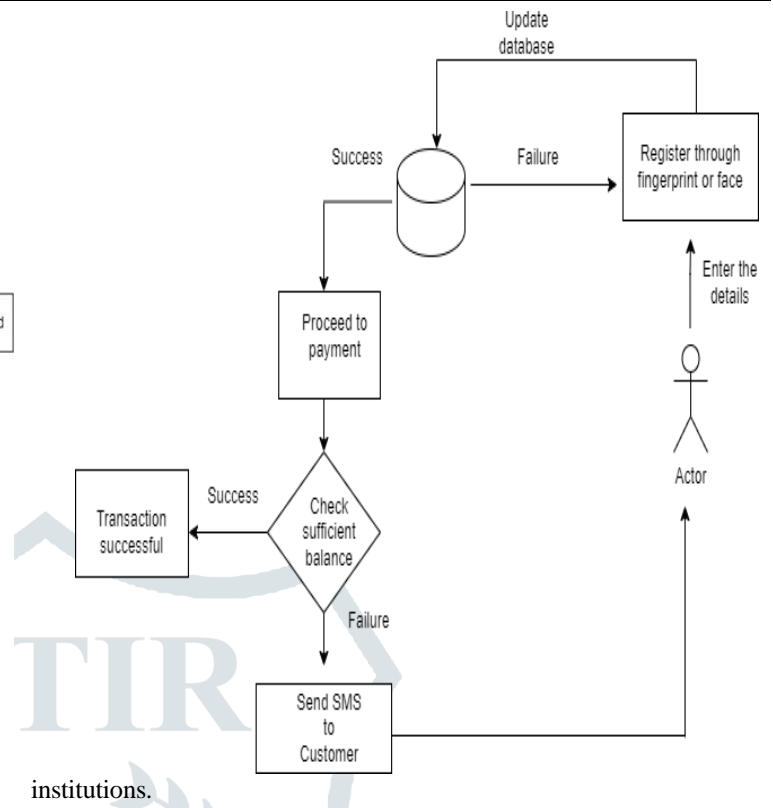 Update
database
Success
Failure
Register through
fingerprint or face
Enter the
details
Proceed to
payment
Actor
Transaction
successful
Success
Check
sufficient
balance
Failure
Send SMS
to
Customer
TIR
institutions.